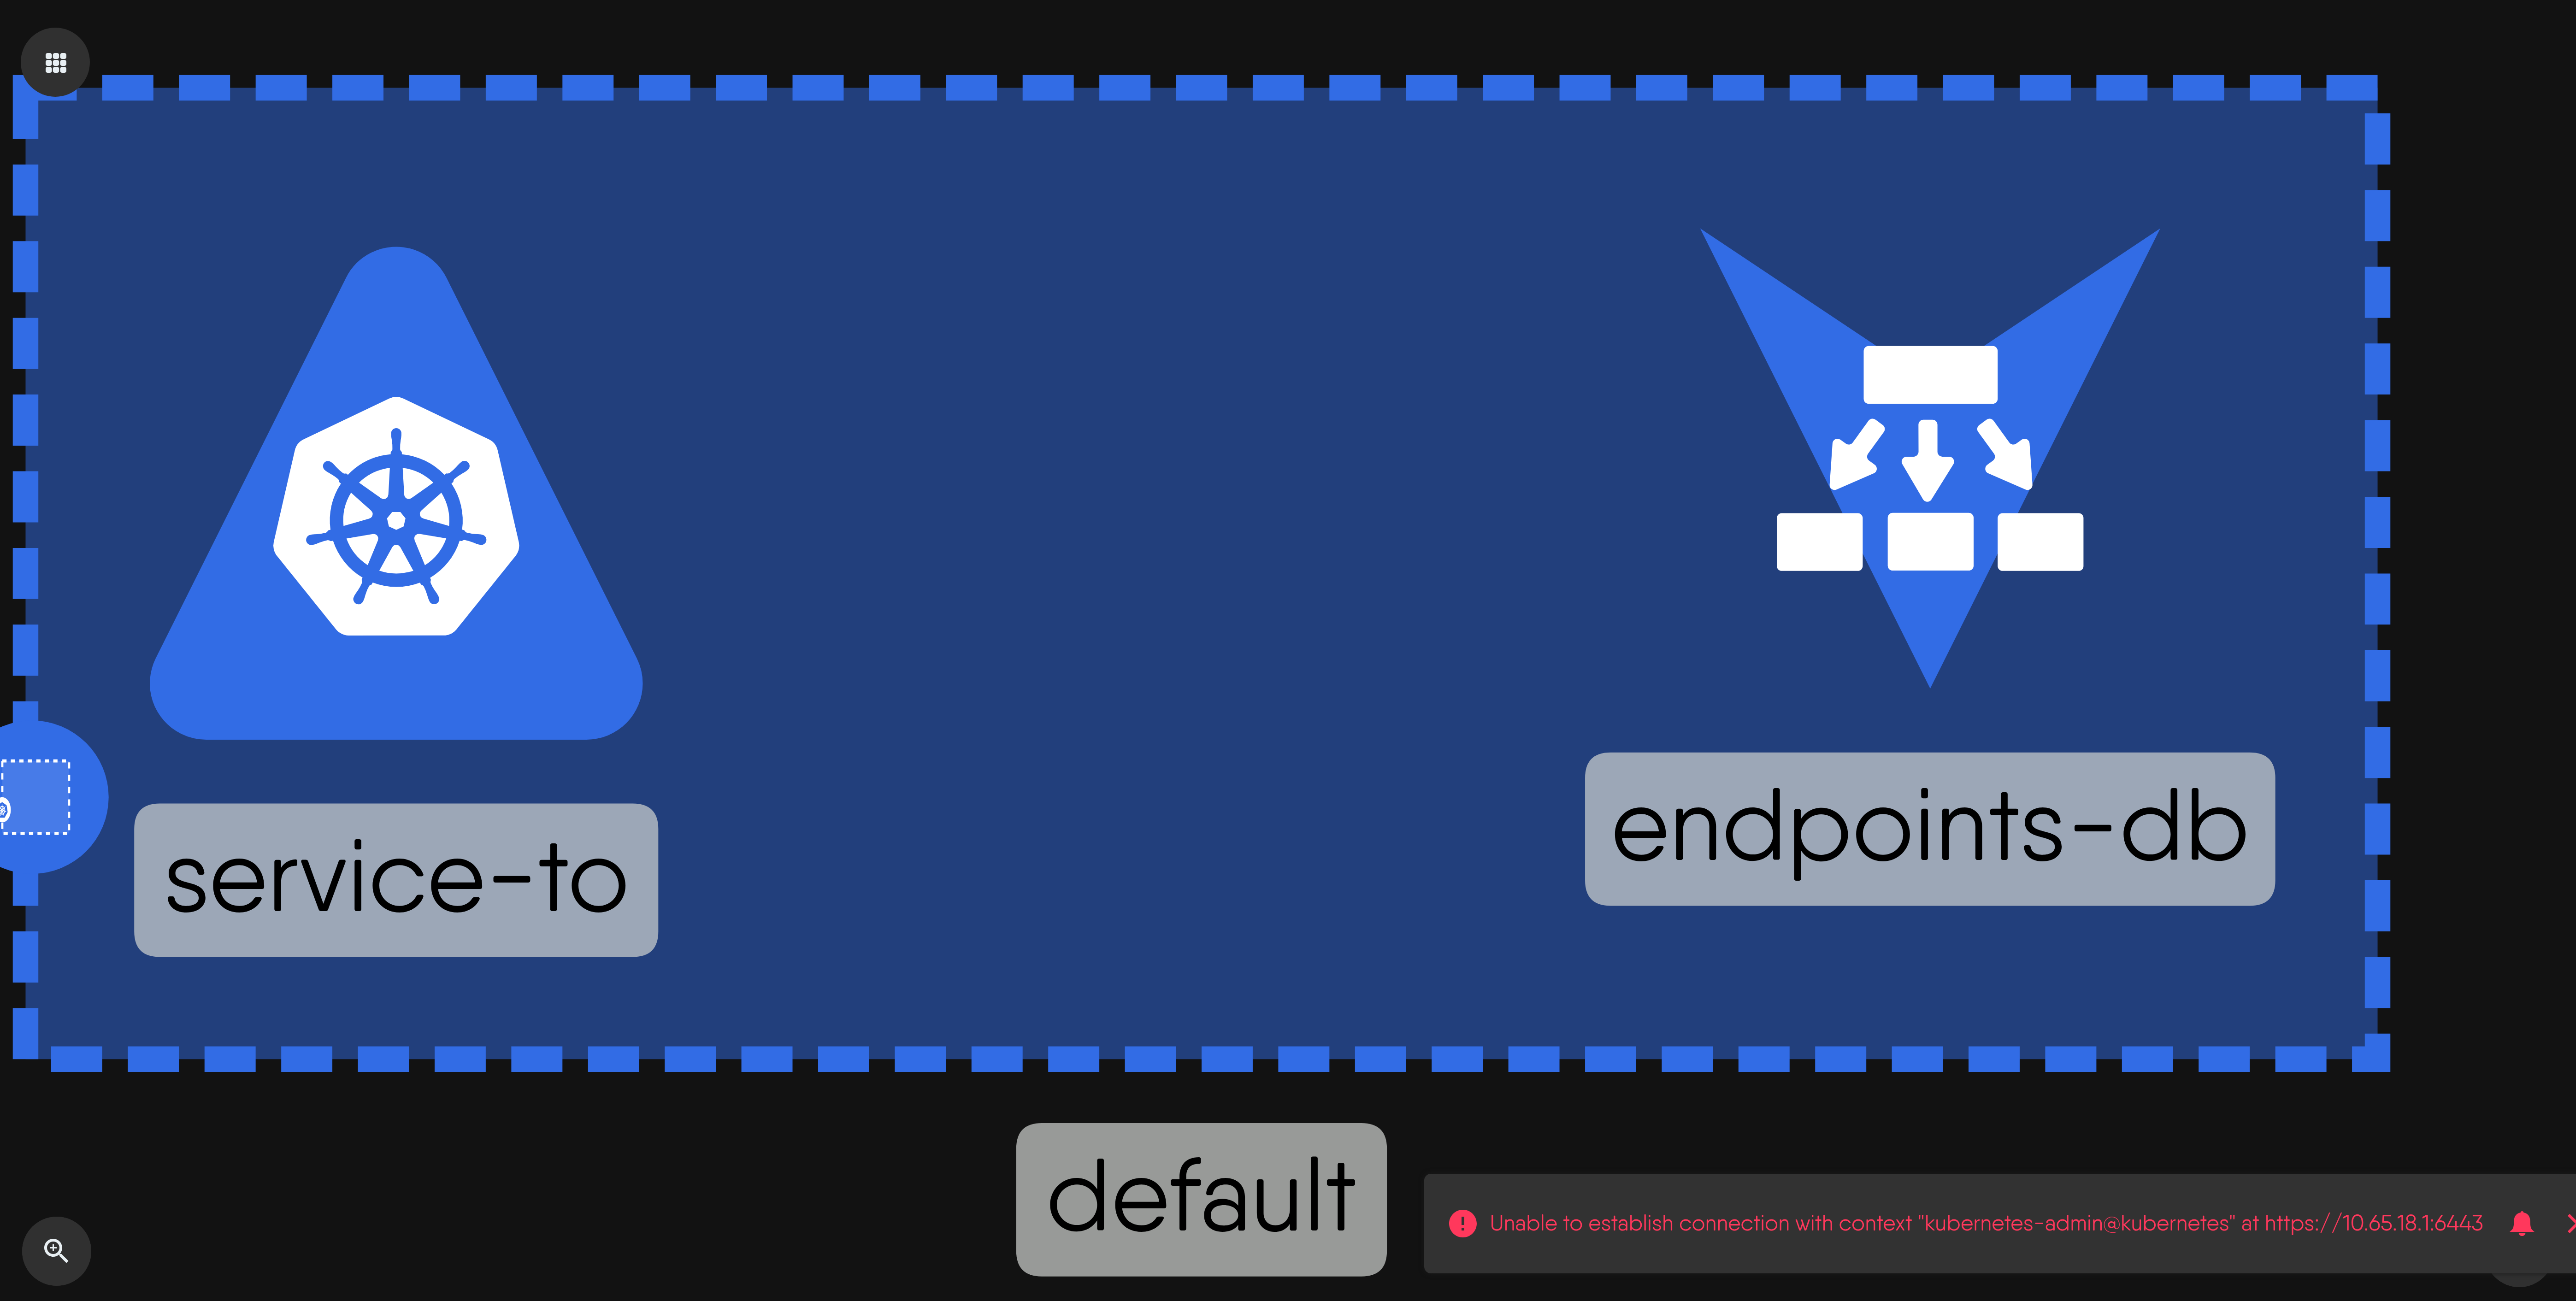 service-to
endpoints-db
default
Unable to establish connection with context "kubernetes-admin@kubernetes" at https://10.65.18.1:6443